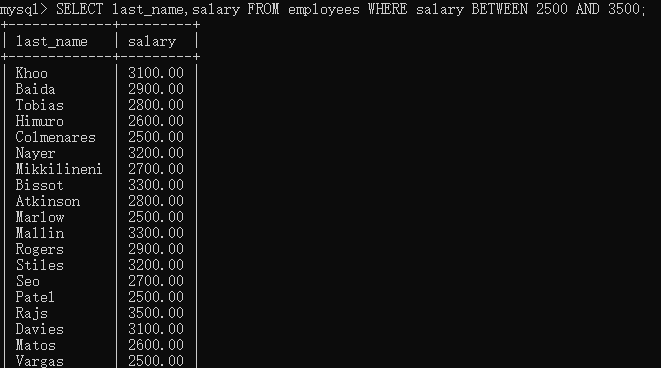 mysql> SELECT last_name,salary FROM employees WHERE salary BETWEEN 2500 AND 3500;
+-------------+---------+
| last_name   | salary  |
+-------------+---------+
| Khoo        | 3100.00 |
| Baida       | 2900.00 |
| Tobias      | 2800.00 |
| Himuro      | 2600.00 |
| Colmenares  | 2500.00 |
| Nayer       | 3200.00 |
| Mikkilineni | 2700.00 |
| Bissot      | 3300.00 |
| Atkinson    | 2800.00 |
| Marlow      | 2500.00 |
| Mallin      | 3300.00 |
| Rogers      | 2900.00 |
| Stiles      | 3200.00 |
| Seo         | 2700.00 |
| Patel       | 2500.00 |
| Rajs        | 3500.00 |
| Davies      | 3100.00 |
| Matos       | 2600.00 |
| Vargas      | 2500.00 |